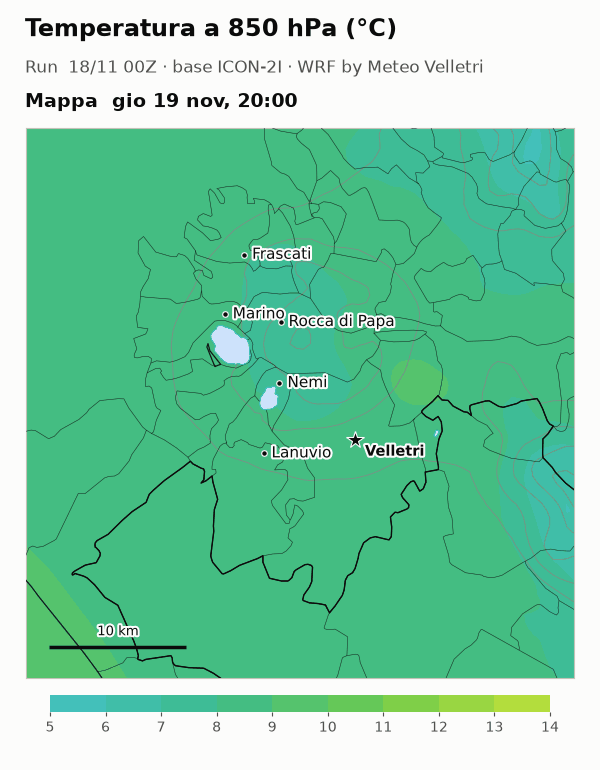 Temperatura a 850 hPa (°C)
Run  18/11 00Z · base ICON-2I · WRF by Meteo Velletri
Mappa  gio 19 nov, 20:00
Frascati
Marino
Rocca di Papa
Nemi
Velletri
Lanuvio
10 km
5 6 7 8 9 10 11 12 13 14